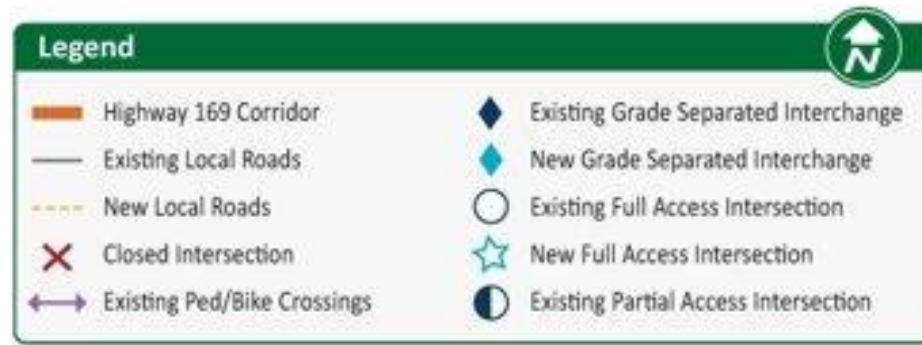 Legend
N
Highway 169 Corridor
Existing Local Roads
New Local Roads
Closed Intersection
Existing Ped/Bike Crossings
Existing Grade Separated Interchange
New Grade Separated Interchange
Existing Full Access Intersection
New Full Access Intersection
Existing Partial Access Intersection